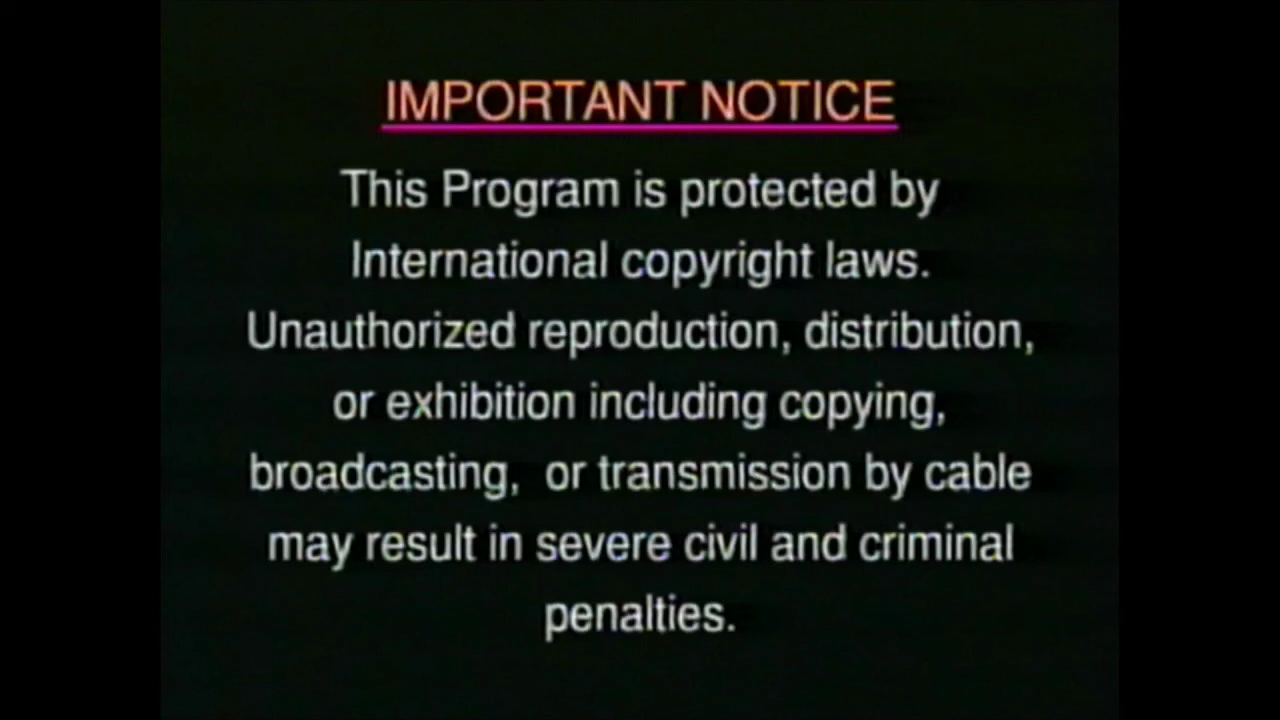 IMPORTANT NOTICE
This Program is protected by
International copyright laws.
Unauthorized reproduction, distribution,
or exhibition including copying,
broadcasting,  or transmission by cable
may result in severe civil and criminal
penalties.